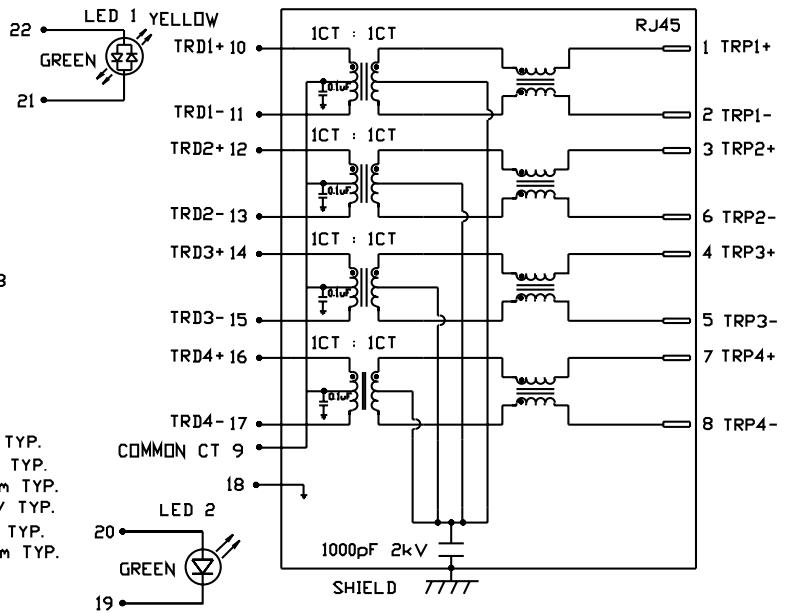 LED 1 YELLOW
22
GREEN
21
RJ45
1CT : 1CT
TRD1+ 10
0.1uF
TRD1- 11
1 TRP1+
2 TRP1-
1CT : 1CT
TRD2+ 12
0.1uF
TRD2- 13
3 TRP2+
6 TRP2-
1CT : 1CT
TRD3+ 14
0.1uF
TRD3- 15
4 TRP3+
5 TRP3-
1CT : 1CT
TRD4+ 16
0.1uF
TRD4- 17
7 TRP4+
8 TRP4-
COMMON CT 9
18
TYP.
TYP.
TYP.
TYP.
TYP.
TYP.
LED 2
20
GREEN
19
1000pF 2kV
SHIELD